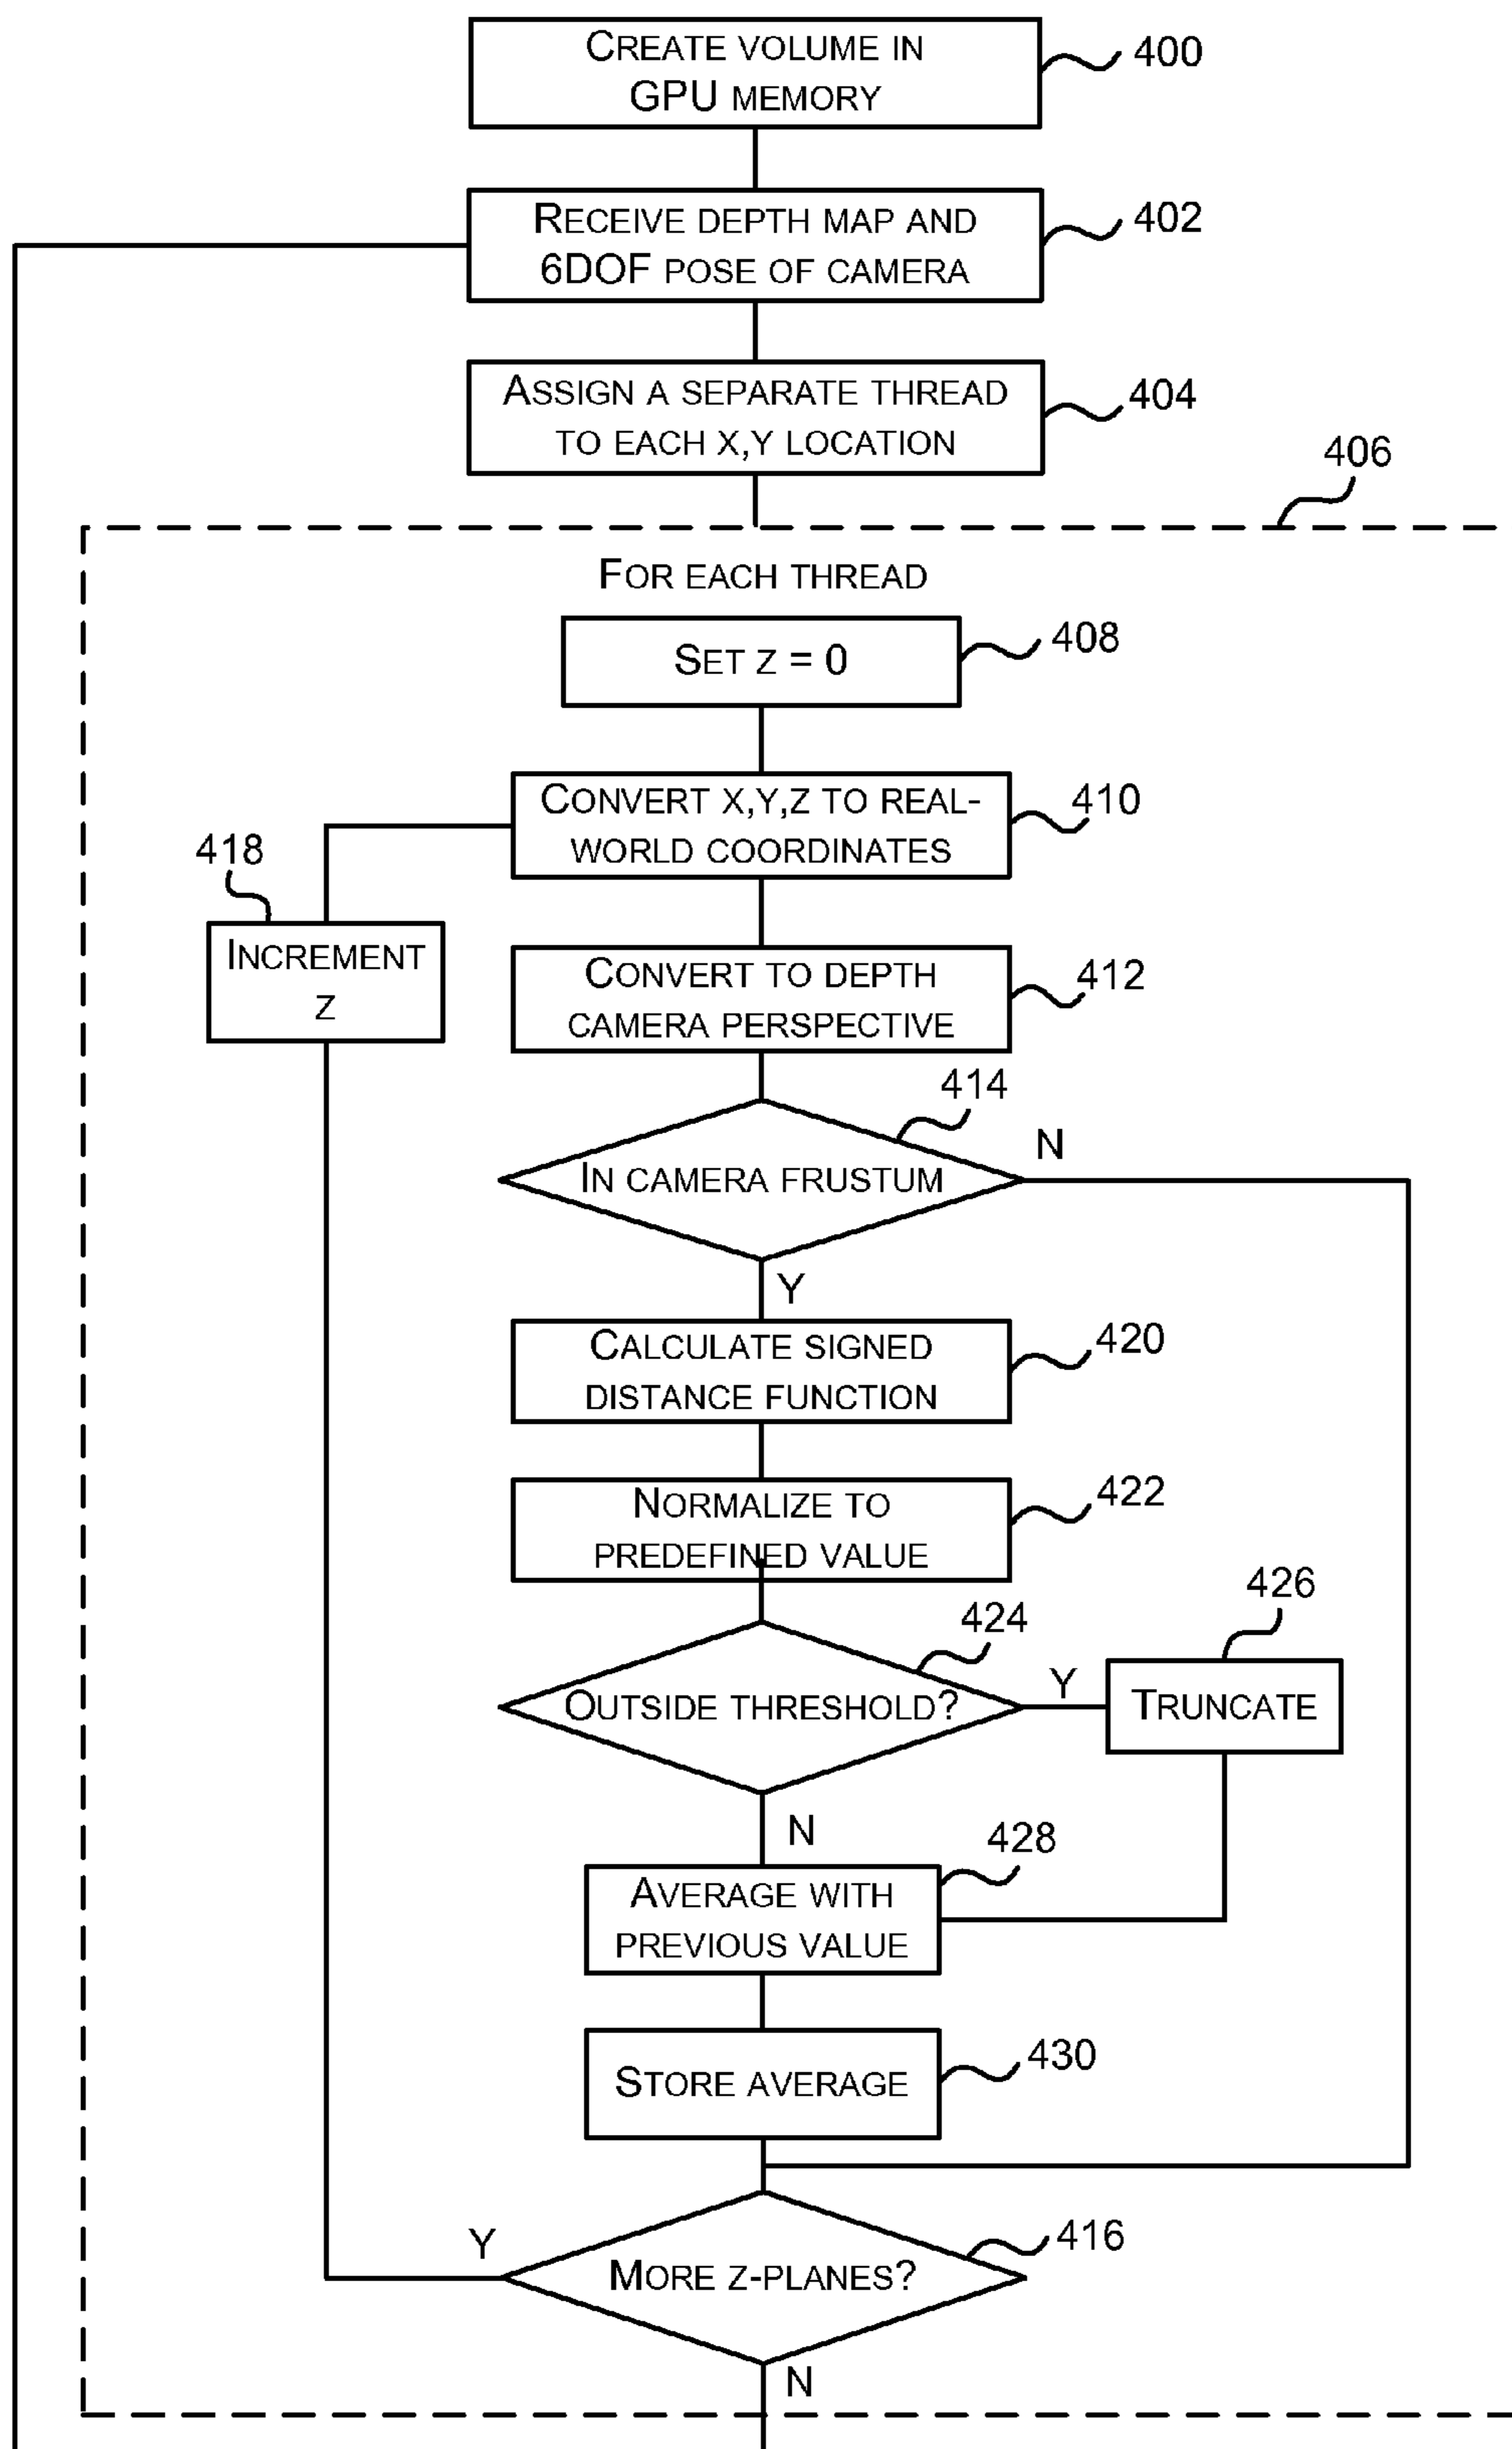 CREATE VOLUME IN
GPU MEMORY
400
RECEIVE DEPTH MAP AND
6DOF POSE OF CAMERA
402
ASSIGN A SEPARATE THREAD
TO EACH X,Y LOCATION
404
406
FOR EACH THREAD
SET Z = 0
408
CONVERT X,Y,Z TO REAL-
WORLD COORDINATES
410
418
INCREMENT
Z
CONVERT TO DEPTH
CAMERA PERSPECTIVE
412
414
IN CAMERA FRUSTUM
N
Y
CALCULATE SIGNED
DISTANCE FUNCTION
420
NORMALIZE TO
PREDEFINED VALUE
422
424
426
OUTSIDE THRESHOLD?
Y
TRUNCATE
N
428
AVERAGE WITH
PREVIOUS VALUE
STORE AVERAGE
430
Y
MORE Z-PLANES?
416
N